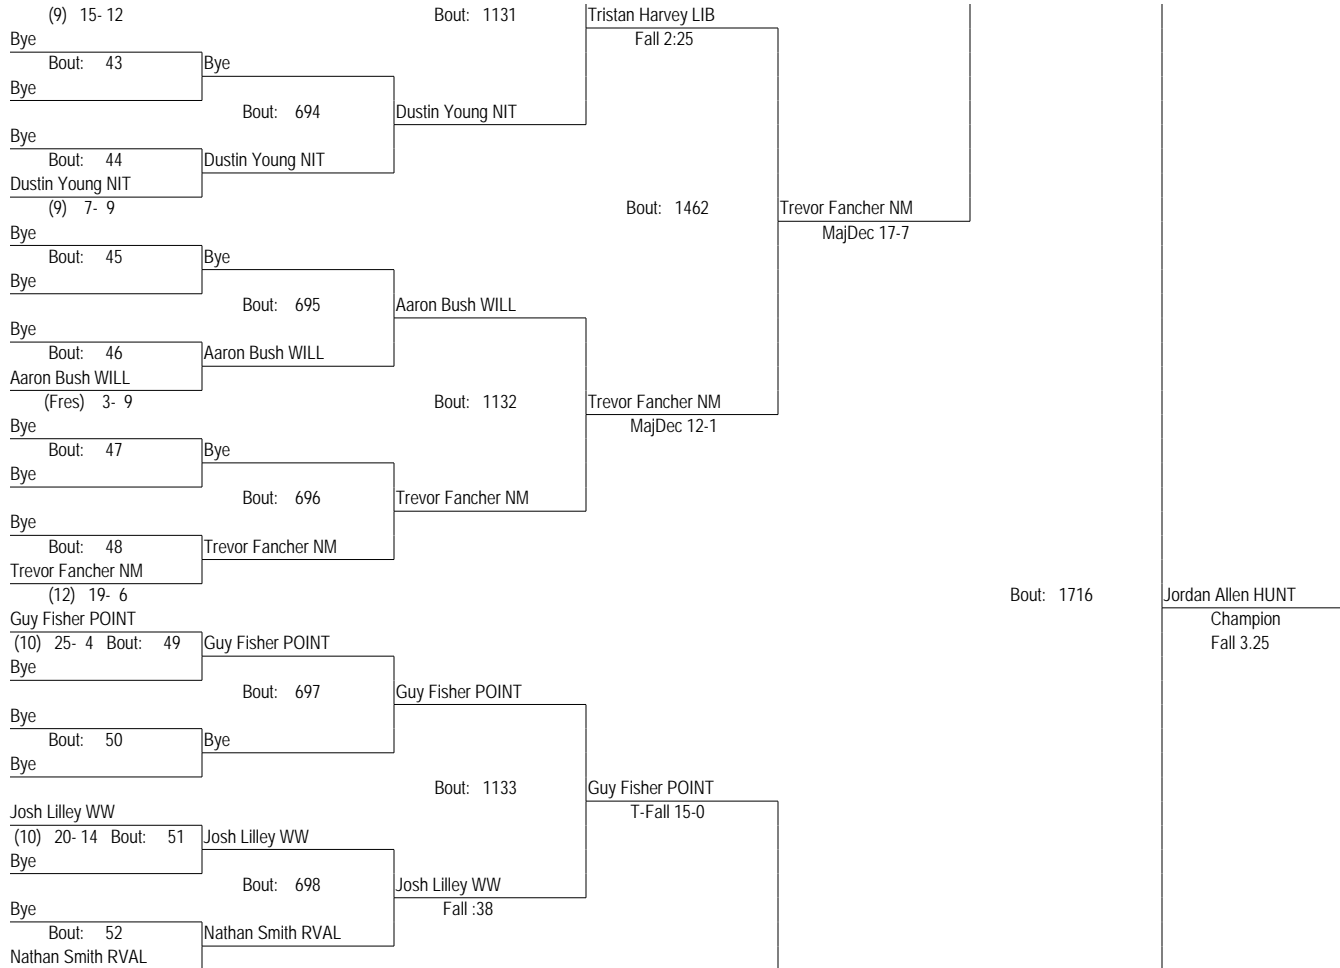 (9) 15- 12 Bout: 1131 Tristan Harvey LIB
Bye Fall 2:25
Bout: 43 Bye
Bye
Bout: 694 Dustin Young NIT
Bye
Bout: 44 Dustin Young NIT
Dustin Young NIT
(9) 7- 9 Bout: 1462 Trevor Fancher NM
Bye MajDec 17-7
Bout: 45 Bye
Bye
Bout: 695 Aaron Bush WILL
Bye
Bout: 46 Aaron Bush WILL
Aaron Bush WILL
(Fres) 3- 9 Bout: 1132 Trevor Fancher NM
Bye MajDec 12-1
Bout: 47 Bye
Bye
Bout: 696 Trevor Fancher NM
Bye
Bout: 48 Trevor Fancher NM
Trevor Fancher NM
(12) 19- 6 Bout: 1716 Jordan Allen HUNT
Guy Fisher POINT Champion
(10) 25- 4 Bout: 49 Guy Fisher POINT Fall 3.25
Bye
Bout: 697 Guy Fisher POINT
Bye
Bout: 50 Bye
Bye
Bout: 1133 Guy Fisher POINT
Josh Lilley WW T-Fall 15-0
(10) 20- 14 Bout: 51 Josh Lilley WW
Bye
Bout: 698 Josh Lilley WW
Bye Fall :38
Bout: 52 Nathan Smith RVAL
Nathan Smith RVAL